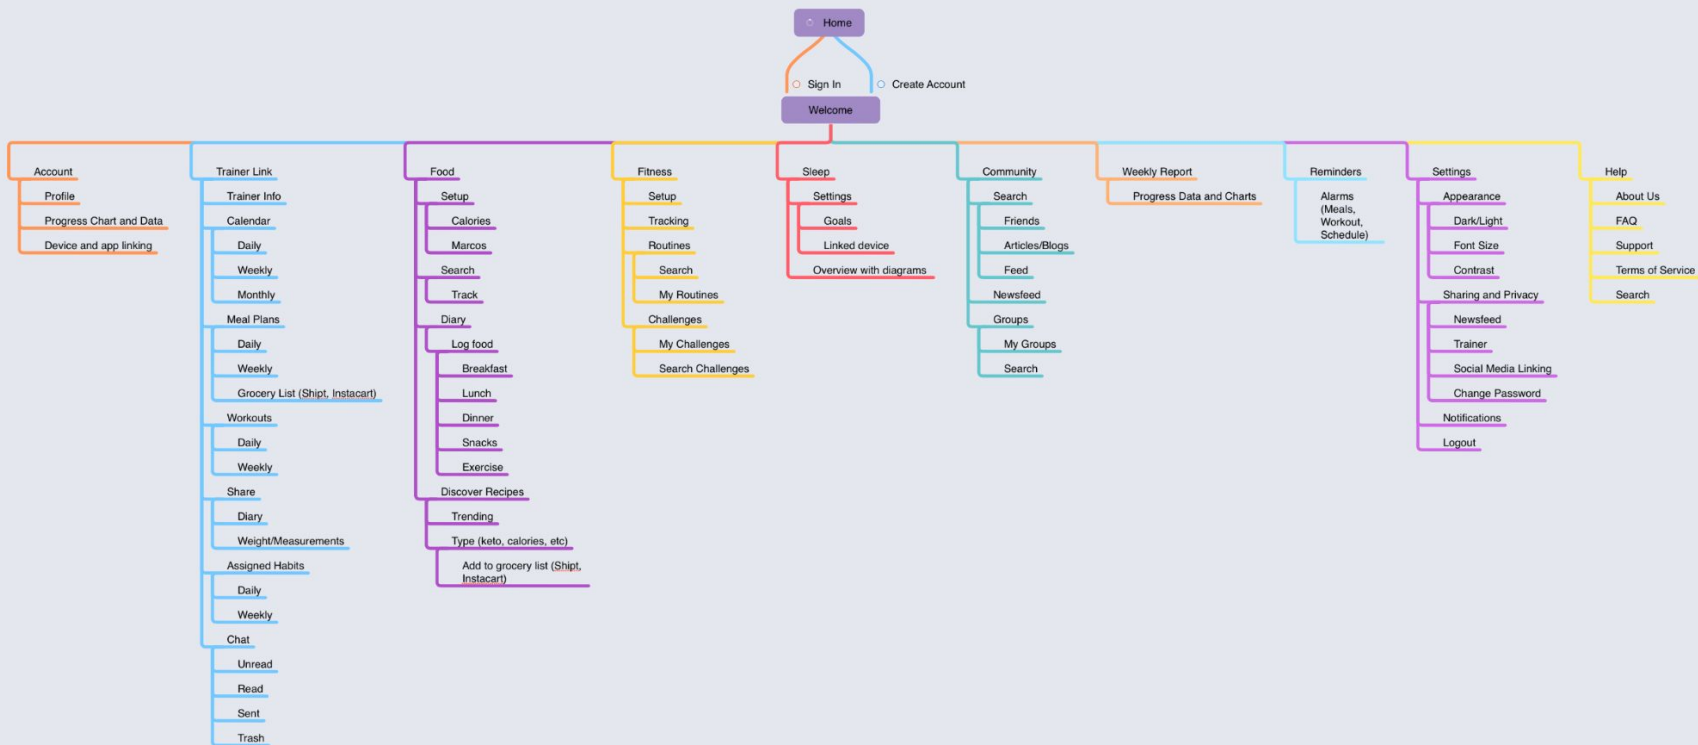 Home
Sign In
Create Account
Welcome
Account
Profile
Progress Chart and Data
Device and app linking
Trainer Link
Trainer Info
Calendar
Daily
Weekly
Monthly
Meal Plans
Daily
Weekly
Grocery List (Shipt, Instacart)
Workouts
Daily
Weekly
Share
Diary
Weight/Measurements
Assigned Habits
Daily
Weekly
Chat
Unread
Read
Sent
Trash
Food
Setup
Calories
Marcos
Search
Track
Diary
Log food
Breakfast
Lunch
Dinner
Snacks
Exercise
Discover Recipes
Trending
Type (keto, calories, etc)
Add to grocery list (Shipt,
Instacart)
Fitness
Setup
Tracking
Routines
Search
My Routines
Challenges
My Challenges
Search Challenges
Sleep
Settings
Goals
Linked device
Overview with diagrams
Community
Search
Friends
Articles/Blogs
Feed
Newsfeed
Groups
My Groups
Search
Weekly Report
Progress Data and Charts
Reminders
Alarms
(Meals,
Workout,
Schedule)
Settings
Appearance
Dark/Light
Font Size
Contrast
Sharing and Privacy
Newsfeed
Trainer
Social Media Linking
Change Password
Notifications
Logout
Help
About Us
FAQ
Support
Terms of Service
Search